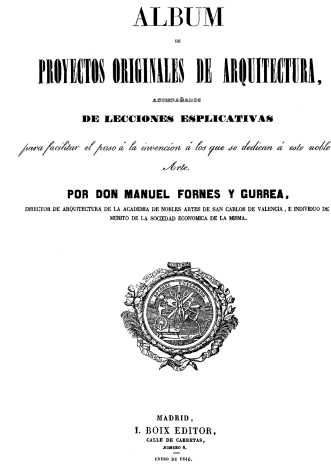 ALBUM
DE
PROYECTOS ORIGINALES DE ARQUITECTURA,
ACOMPAÑADOS
DE LECCIONES ESPLICATIVAS
para facilitar el paso á la invencion á los que se dedican á este noble
Arte.
POR DON MANUEL FORNES Y GURREA,
DIRECTOR DE ARQUITECTURA DE LA ACADEMIA DE NOBLES ARTES DE SAN CARLOS DE VALENCIA, E INDIVIDUO DE
MERITO DE LA SOCIEDAD ECONOMICA DE LA MISMA.
MADRID,
I. BOIX EDITOR,
CALLE DE CARRETAS,
NUMERO 8.
ENERO DE 1846.